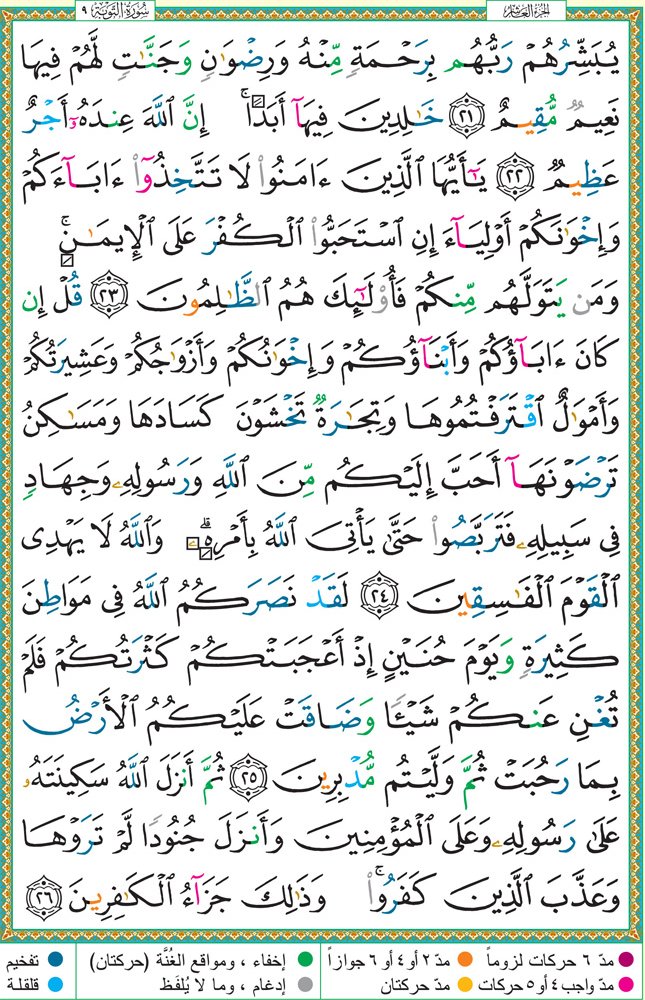 الجزء العاشر سورة التوبة ٩
يُبَشِّرُهُمْ رَبُّهُم بِرَحْمَةٍ مِّنْهُ وَرِضْوَٰنٍ وَجَنَّٰتٍ لَّهُمْ فِيهَا
نَعِيمٌ مُّقِيمٌ ٢١ خَٰلِدِينَ فِيهَآ أَبَدًاۚ إِنَّ ٱللَّهَ عِندَهُۥٓ أَجْرٌ
عَظِيمٌ ٢٢ يَٰٓأَيُّهَا ٱلَّذِينَ ءَامَنُوا۟ لَا تَتَّخِذُوٓا۟ ءَابَآءَكُمْ
وَإِخْوَٰنَكُمْ أَوْلِيَآءَ إِنِ ٱسْتَحَبُّوا۟ ٱلْكُفْرَ عَلَى ٱلْإِيمَٰنِۚ
وَمَن يَتَوَلَّهُم مِّنكُمْ فَأُو۟لَٰٓئِكَ هُمُ ٱلظَّٰلِمُونَ ٢٣ قُلْ إِن
كَانَ ءَابَآؤُكُمْ وَأَبْنَآؤُكُمْ وَإِخْوَٰنُكُمْ وَأَزْوَٰجُكُمْ وَعَشِيرَتُكُمْ
وَأَمْوَٰلٌ ٱقْتَرَفْتُمُوهَا وَتِجَٰرَةٌ تَخْشَوْنَ كَسَادَهَا وَمَسَٰكِنُ
تَرْضَوْنَهَآ أَحَبَّ إِلَيْكُم مِّنَ ٱللَّهِ وَرَسُولِهِۦ وَجِهَادٍ
فِى سَبِيلِهِۦ فَتَرَبَّصُوا۟ حَتَّىٰ يَأْتِىَ ٱللَّهُ بِأَمْرِهِۦۗ وَٱللَّهُ لَا يَهْدِى
ٱلْقَوْمَ ٱلْفَٰسِقِينَ ٢٤ لَقَدْ نَصَرَكُمُ ٱللَّهُ فِى مَوَاطِنَ
كَثِيرَةٍ وَيَوْمَ حُنَيْنٍ إِذْ أَعْجَبَتْكُمْ كَثْرَتُكُمْ فَلَمْ
تُغْنِ عَنكُمْ شَيْـًٔا وَضَاقَتْ عَلَيْكُمُ ٱلْأَرْضُ
بِمَا رَحُبَتْ ثُمَّ وَلَّيْتُم مُّدْبِرِينَ ٢٥ ثُمَّ أَنزَلَ ٱللَّهُ سَكِينَتَهُۥ
عَلَىٰ رَسُولِهِۦ وَعَلَى ٱلْمُؤْمِنِينَ وَأَنزَلَ جُنُودًا لَّمْ تَرَوْهَا
وَعَذَّبَ ٱلَّذِينَ كَفَرُوا۟ۚ وَذَٰلِكَ جَزَآءُ ٱلْكَٰفِرِينَ ٢٦
مدّ ٦ حركات لزوماً مدّ ٢ أو ٤ أو ٦ جوازاً إخفاء ، ومواقع الغُنَّة (حركتان) تفخيم
مدّ واجب ٤ أو ٥ حركات مدّ حركتان إدغام ، وما لا يُلفَظ قلقلة